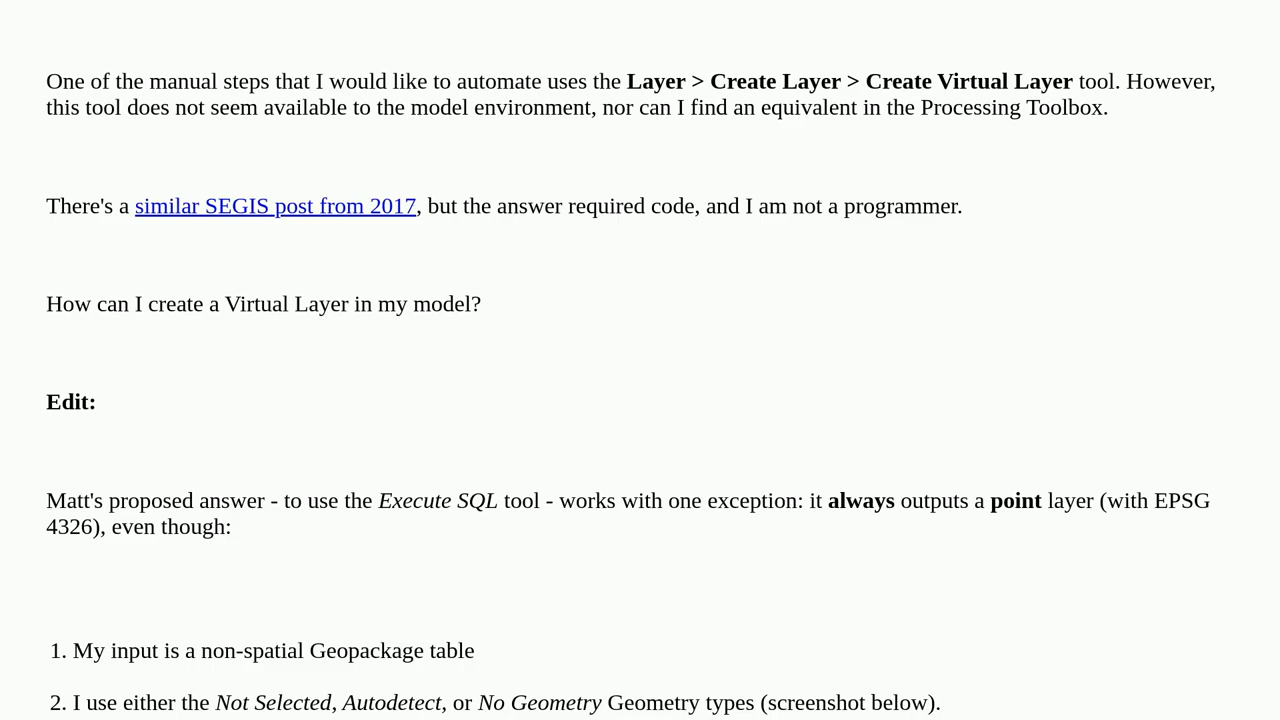 One of the manual steps that I would like to automate uses the Layer > Create Layer > Create Virtual Layer tool. However,
this tool does not seem available to the model environment, nor can I find an equivalent in the Processing Toolbox.
There's a similar SEGIS post from 2017, but the answer required code, and I am not a programmer.
How can I create a Virtual Layer in my model?
Edit:
Matt's proposed answer - to use the Execute SQL tool - works with one exception: it always outputs a point layer (with EPSG
4326), even though:
1. My input is a non-spatial Geopackage table
2. I use either the Not Selected, Autodetect, or No Geometry Geometry types (screenshot below).